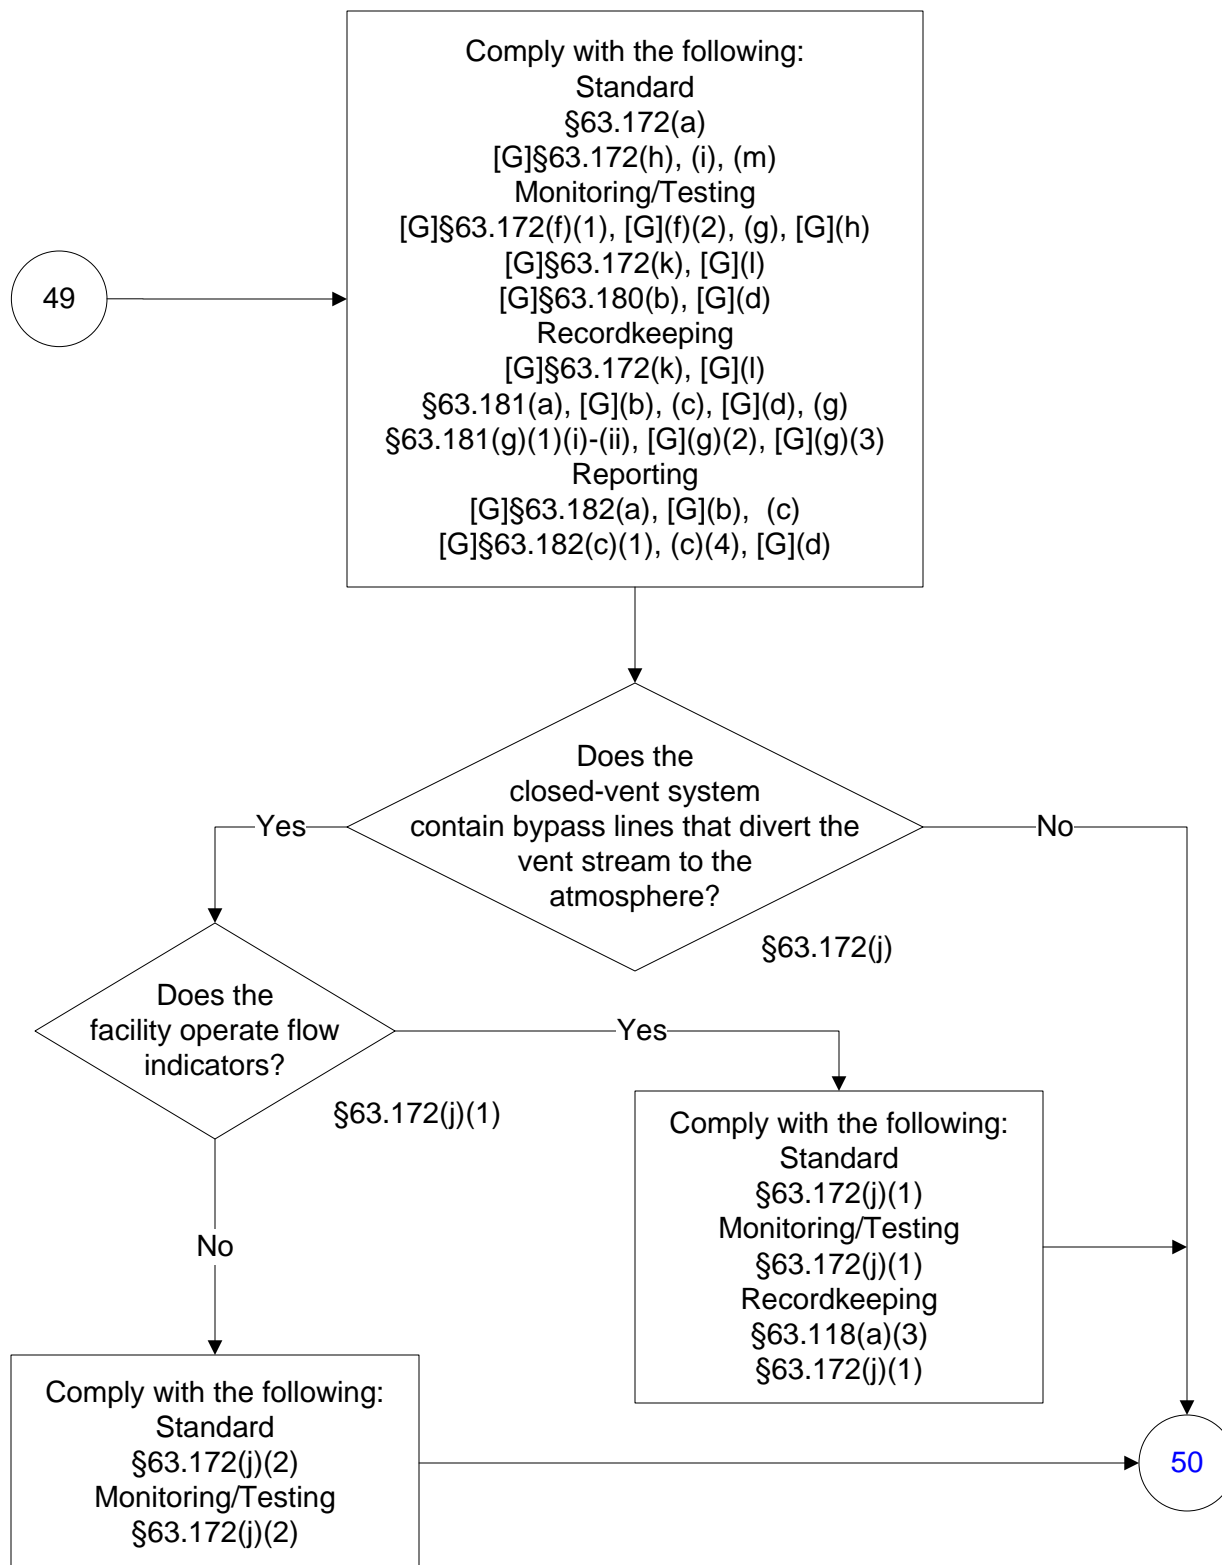 Comply with the following:
Standard
§63.172(a)
[G]§63.172(h), (i), (m)
Monitoring/Testing
[G]§63.172(f)(1), [G](f)(2), (g), [G](h)
[G]§63.172(k), [G](l)
[G]§63.180(b), [G](d)
Recordkeeping
[G]§63.172(k), [G](l)
§63.181(a), [G](b), (c), [G](d), (g)
§63.181(g)(1)(i)-(ii), [G](g)(2), [G](g)(3)
Reporting
[G]§63.182(a), [G](b),  (c)
[G]§63.182(c)(1), (c)(4), [G](d)
49
Does the
closed-vent system
contain bypass lines that divert the
vent stream to the
atmosphere?
Yes
No
§63.172(j)
Does the
facility operate flow
indicators?
Yes
§63.172(j)(1)
No
Comply with the following:
Standard
§63.172(j)(1)
Monitoring/Testing
§63.172(j)(1)
Recordkeeping
§63.118(a)(3)
§63.172(j)(1)
Comply with the following:
Standard
§63.172(j)(2)
Monitoring/Testing
§63.172(j)(2)
50